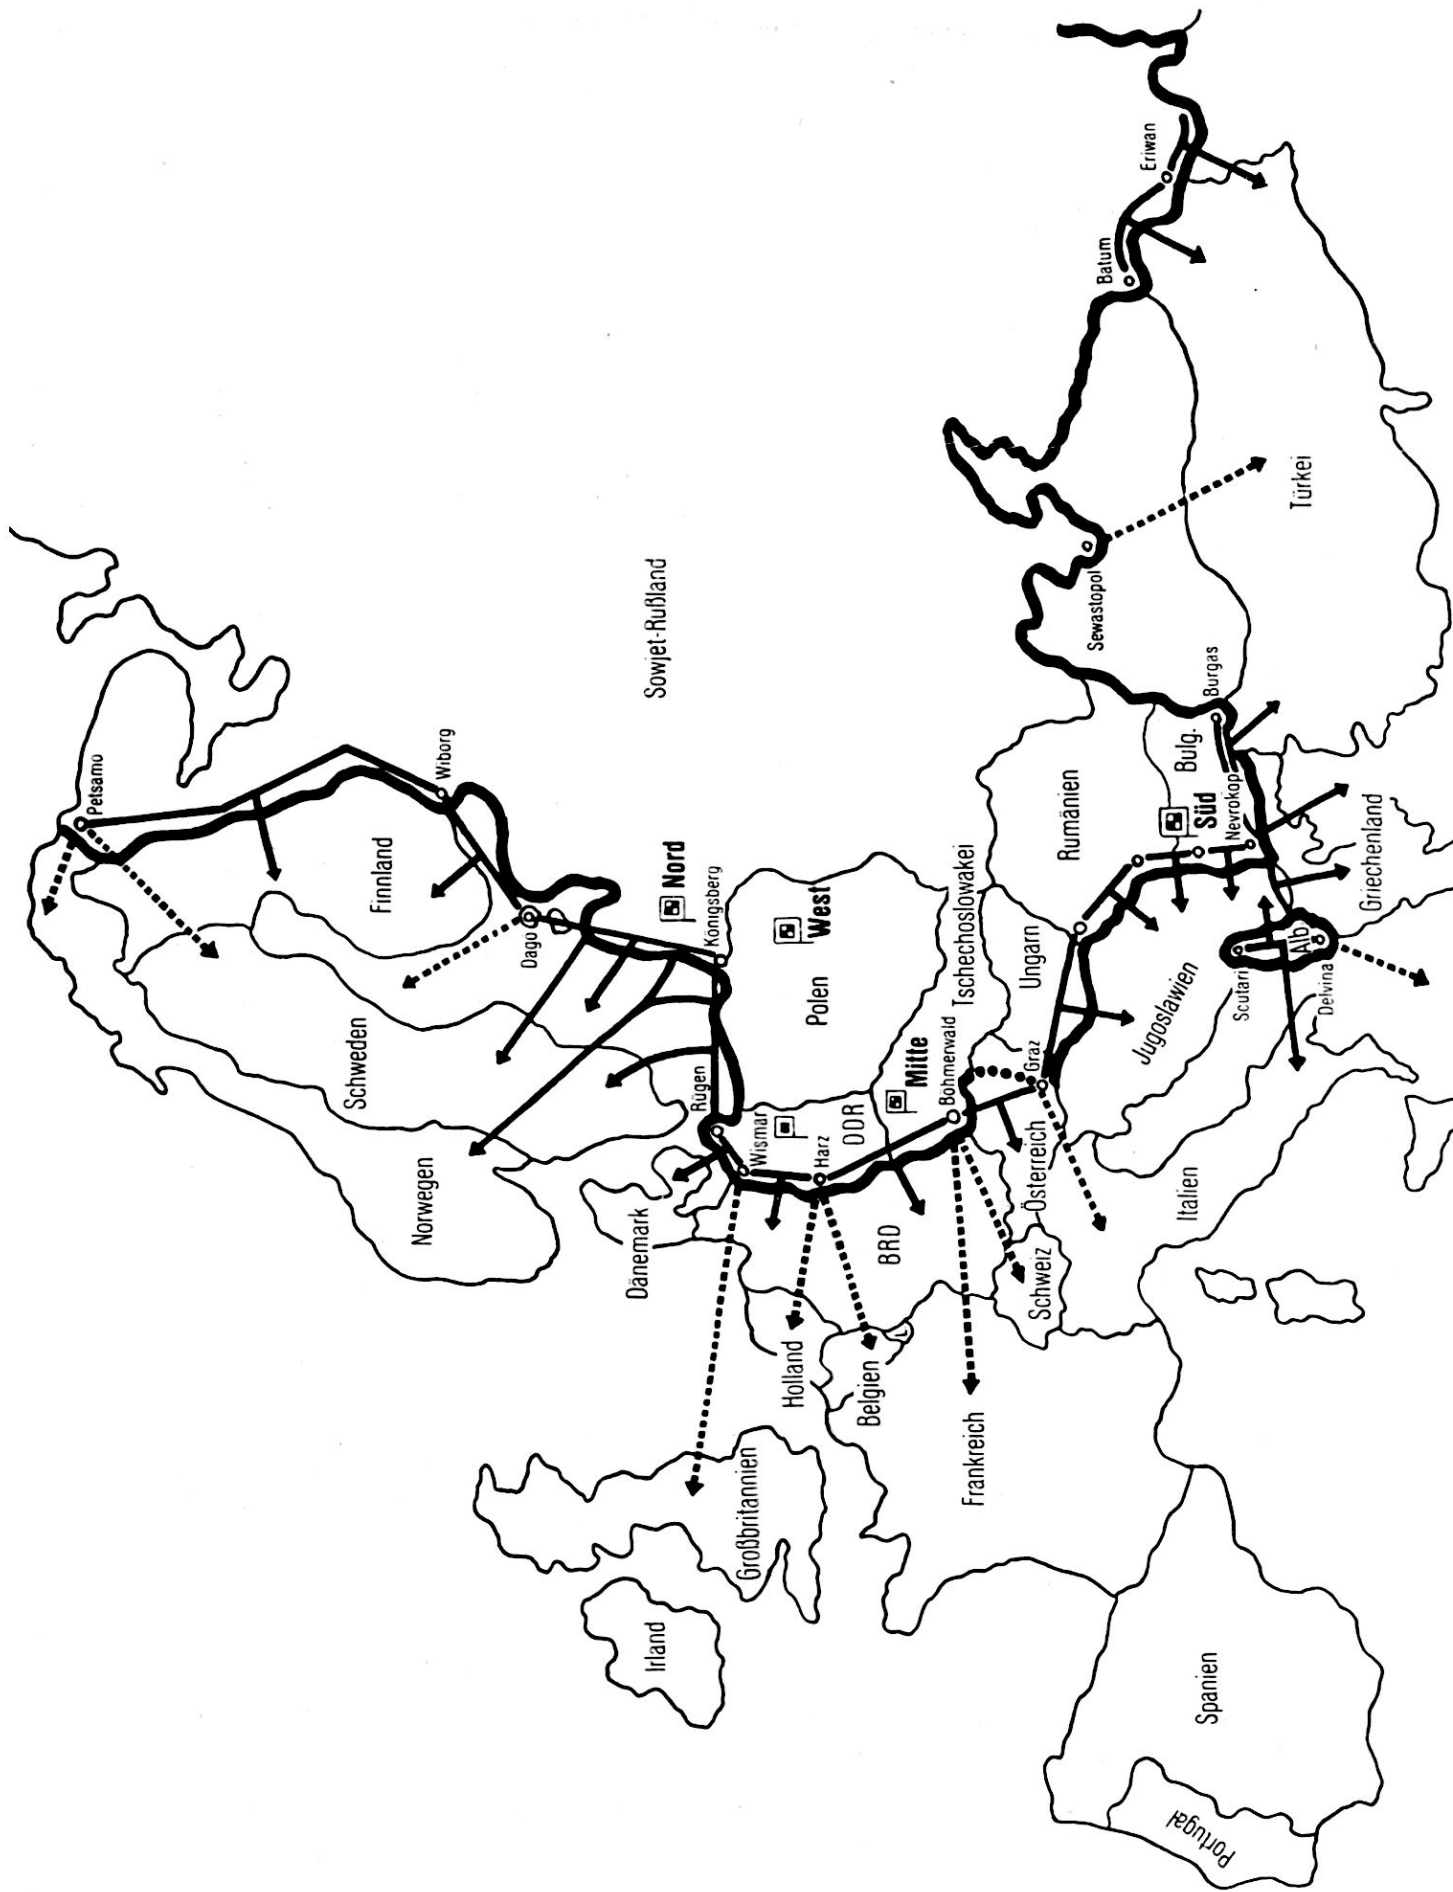 Petsamo
Schweden
Finnland
Norwegen
Wiborg
Dago
Dänemark
Irland
Sowjet-Rußland
Nord
Rügen
Königsberg
Großbritannien
Wismar
Holland
Harz
Polen
West
DDR
Belgien
BRD
Mitte
Böhmerwald
Tschechoslowakei
Frankreich
Ungarn
Graz
Österreich
Schweiz
Rumänien
Sewastopol
Batum
Eriwan
Jugoslawien
Italien
Bulg.
Süd
Spanien
Burgas
Portugal
Nevrokop
Scutari
Alb.
Türkei
Delvina
Griechenland